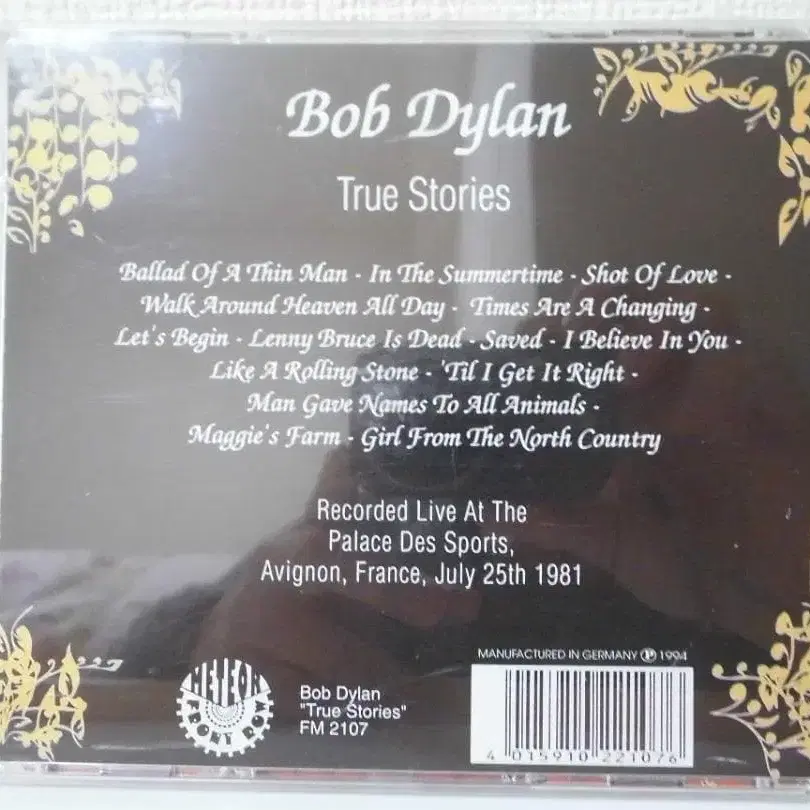 Bob Dylan
True Stories
Ballad Of A Thin Man - In The Summertime - Shot Of Love -
Walk Around Heaven All Day - Times Are A Changing -
Let's Begin - Lenny Bruce Is Dead - Saved - I Believe In You -
Like A Rolling Stone - 'Til I Get It Right -
Man Gave Names To All Animals -
Maggie's Farm - Girl From The North Country
Recorded Live At The
Palace Des Sports,
Avignon, France, July 25th 1981
MANUFACTURED IN GERMANY Ⓟ 1994
METEOR
FRONT ROW
Bob Dylan
"True Stories"
FM 2107
4 015910 221076